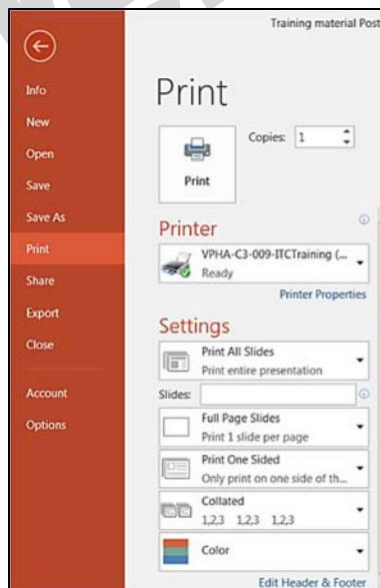 Training material Post
Info
New
Open
Save
Save As
Print
Share
Export
Close
Account
Options
Print
Print
Copies: 1
Printer
VPHA-C3-009-ITCTraining (...
Ready
Printer Properties
Settings
Print All Slides
Print entire presentation
Slides:
Full Page Slides
Print 1 slide per page
Print One Sided
Only print on one side of th...
Collated
1,2,3 1,2,3 1,2,3
Color
Edit Header & Footer